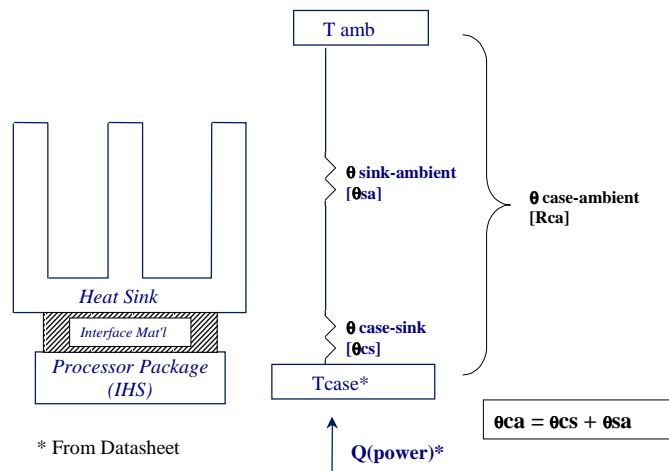 T amb
θ sink-ambient
[θsa]
θ case-ambient
[Rca]
Heat Sink
Interface Mat'l
θ case-sink
[θcs]
Processor Package
(IHS)
Tcase*
θca = θcs + θsa
* From Datasheet
Q(power)*